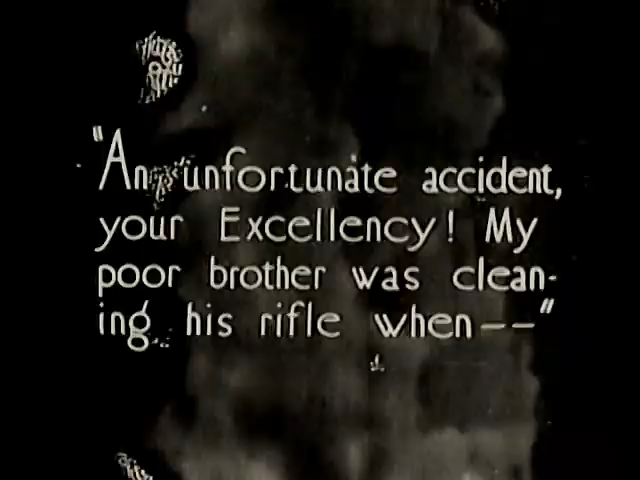 "An unfortunate accident,
your Excellency! My
poor brother was clean-
ing his rifle when--"